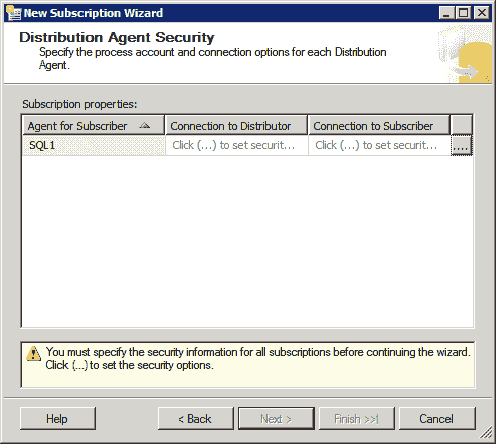 New Subscription Wizard
Distribution Agent Security
Specify the process account and connection options for each Distribution
Agent.
Subscription properties:
Agent for Subscriber Connection to Distributor Connection to Subscriber
SQL1 Click (...) to set securit... Click (...) to set securit... ....
You must specify the security information for all subscriptions before continuing the wizard.
Click (...) to set the security options.
Help < Back Next > Finish >>| Cancel